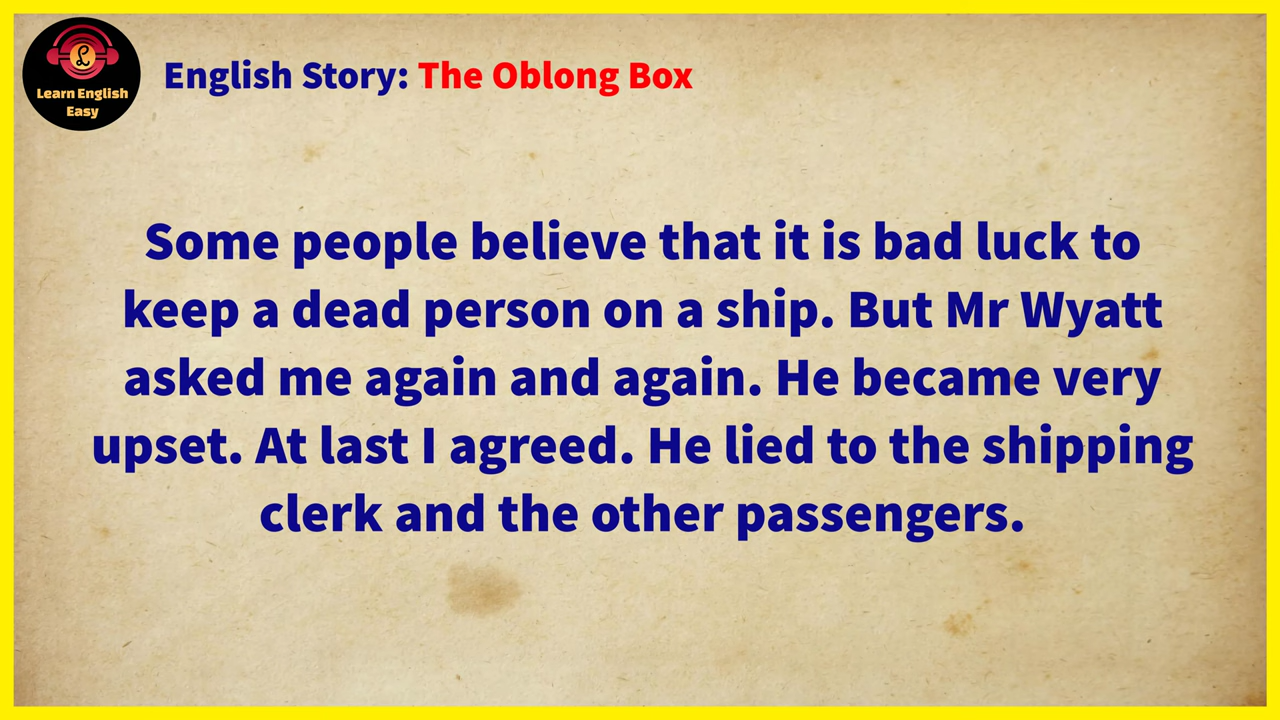 Learn English
Easy
English Story: The Oblong Box
Some people believe that it is bad luck to
keep a dead person on a ship. But Mr Wyatt
asked me again and again. He became very
upset. At last I agreed. He lied to the shipping
clerk and the other passengers.